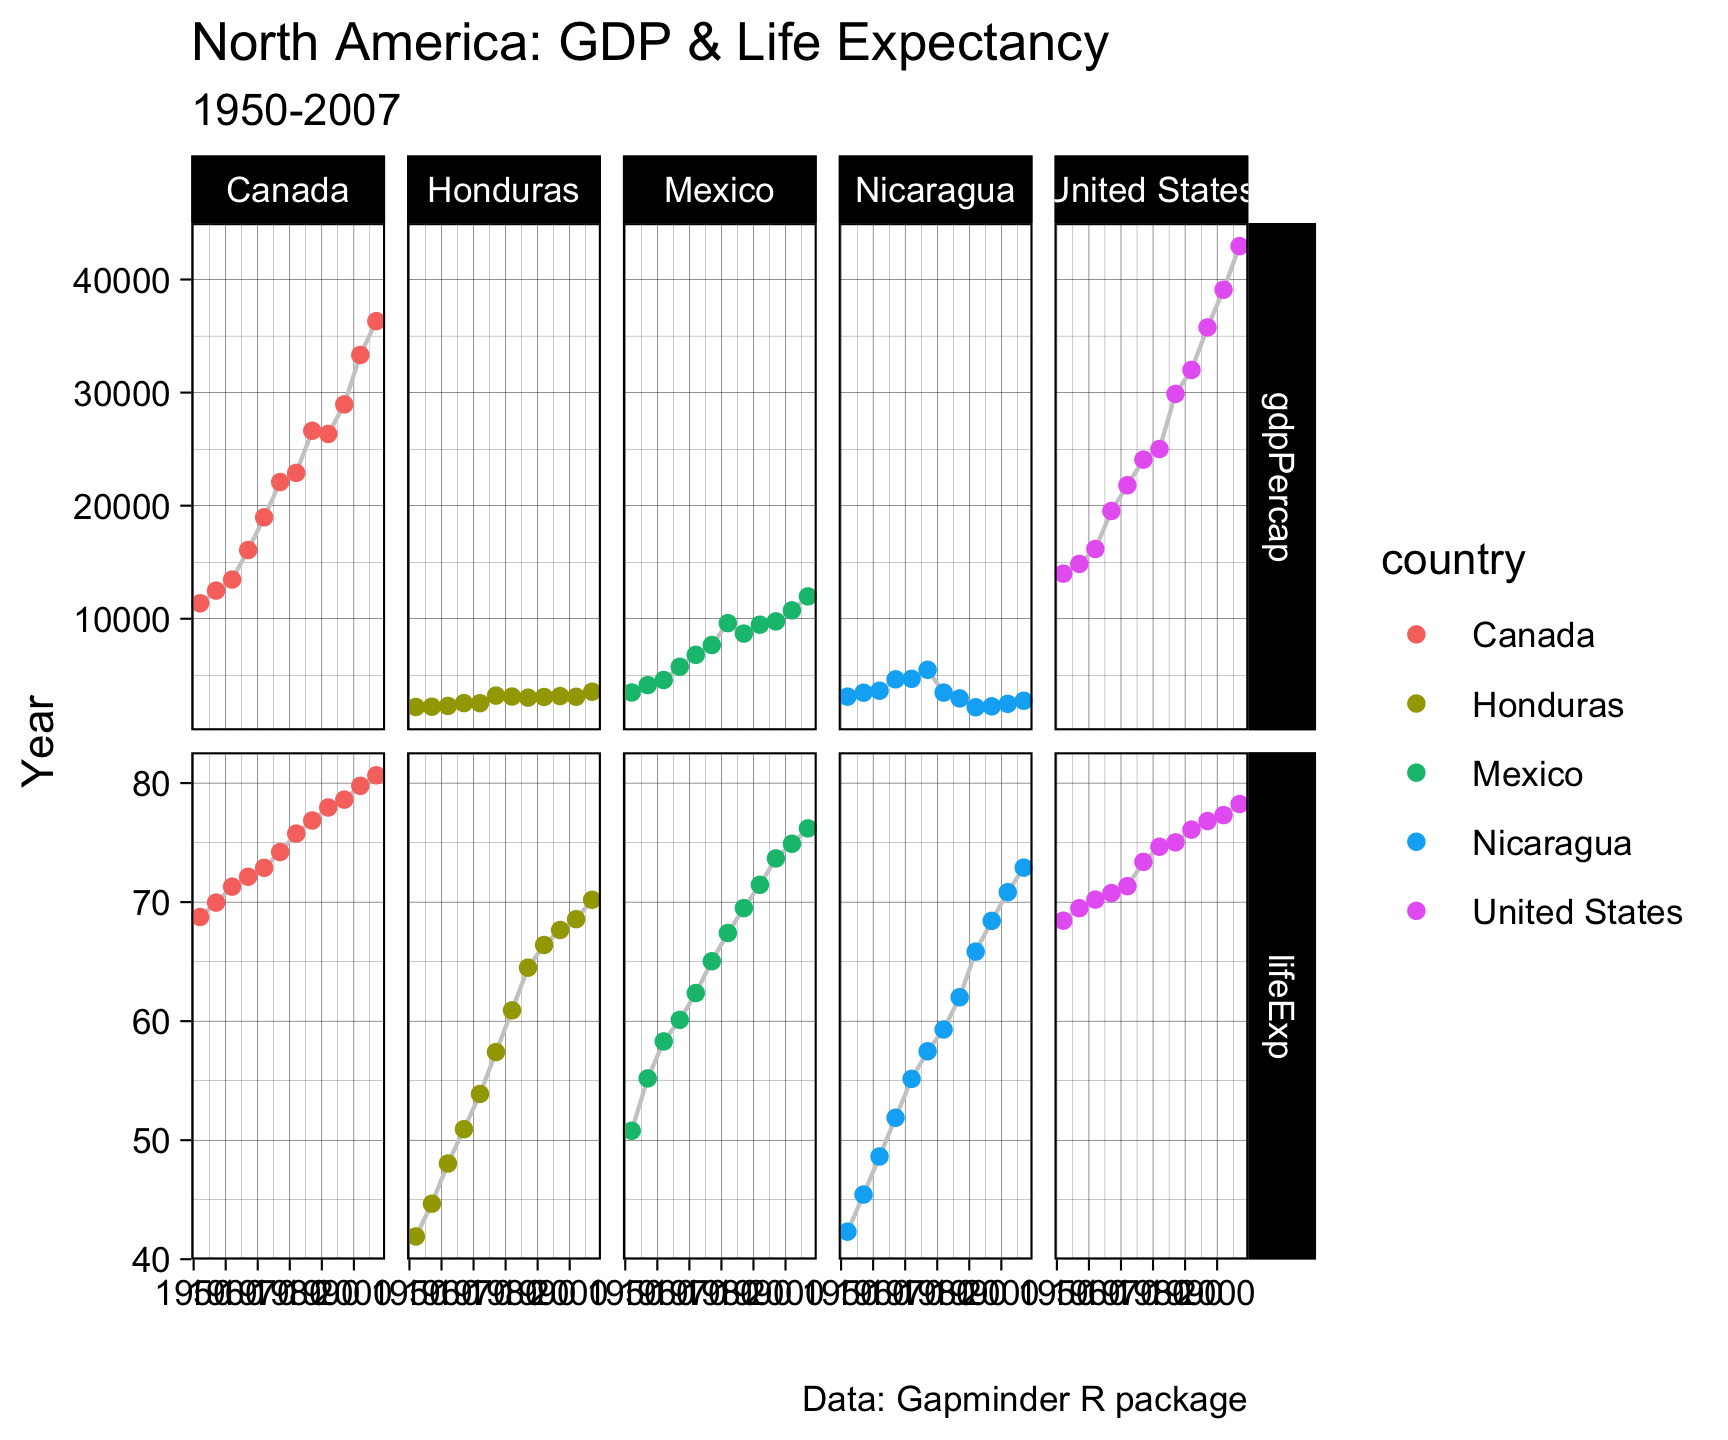 North America: GDP & Life Expectancy
1950-2007
Canada
Honduras
Mexico
Nicaragua
United States
40000
30000
20000
10000
gdpPercap
Year
80
70
60
50
40
lifeExp
country
Canada
Honduras
Mexico
Nicaragua
United States
Data: Gapminder R package